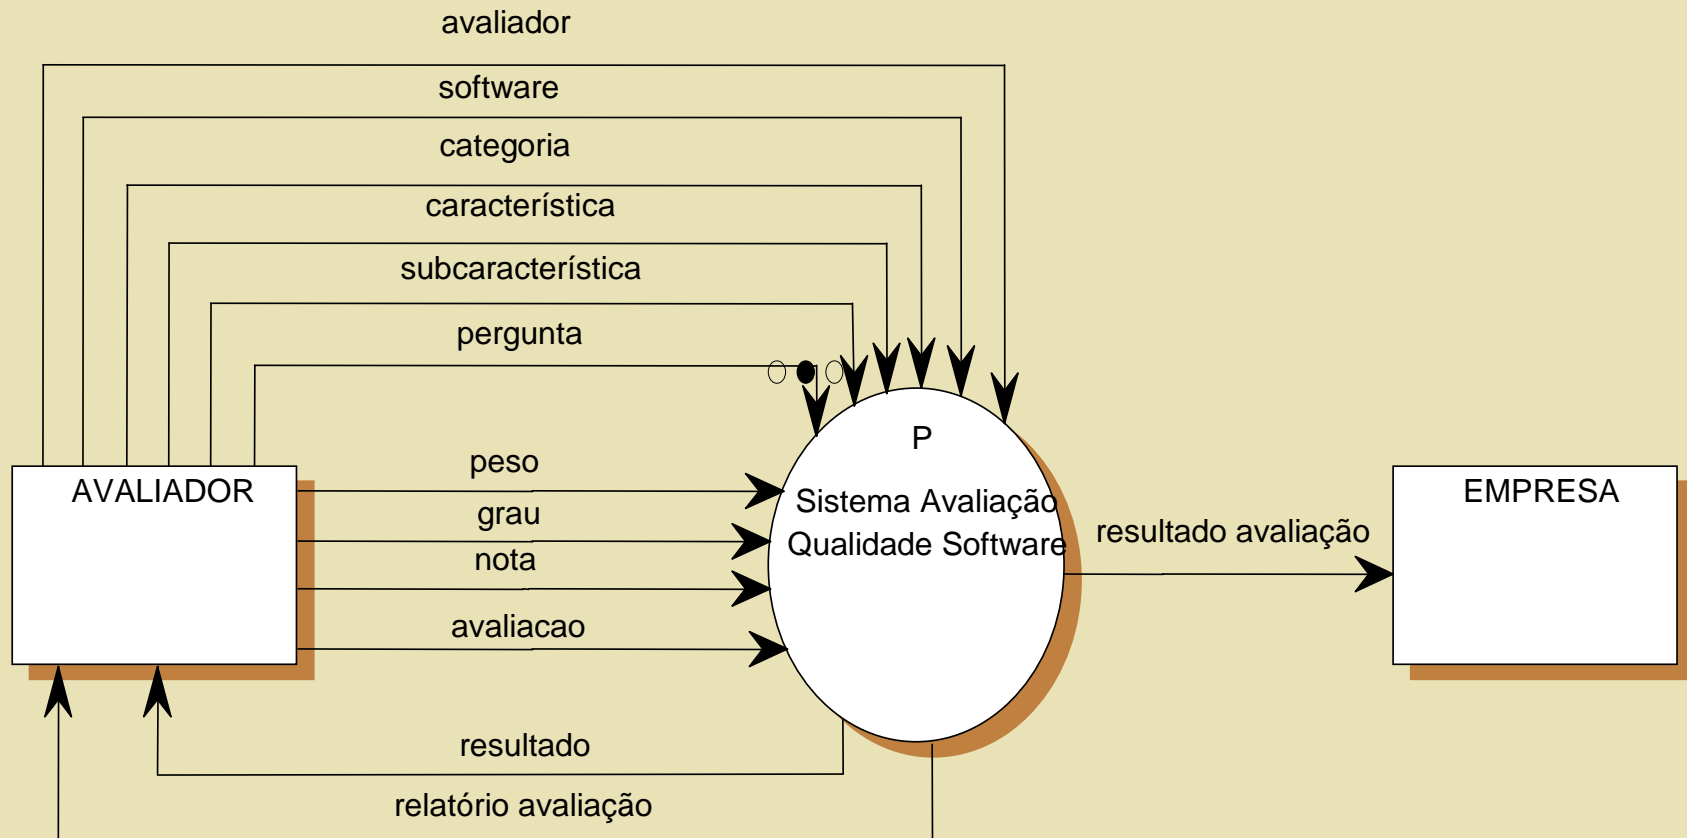 avaliador
software
categoria
característica
subcaracterística
pergunta
P
peso
AVALIADOR
EMPRESA
Sistema Avaliação
grau
resultado avaliação
Qualidade Software
nota
avaliacao
resultado
relatório avaliação